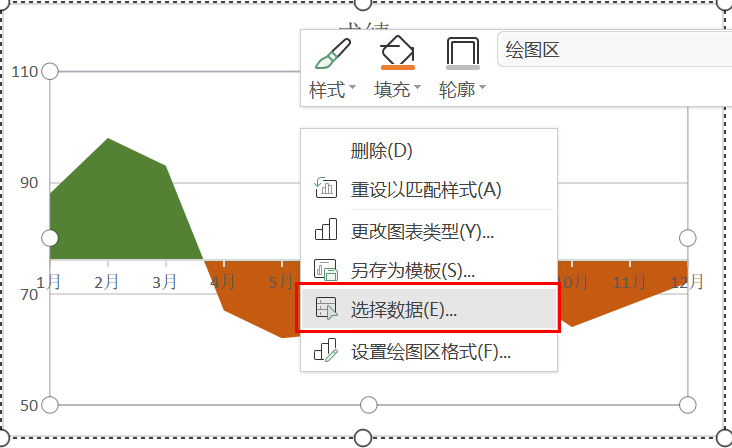 110
样式 填充 轮廓 绘图区
删除(D)
90
重设以匹配样式(A)
更改图表类型(Y)...
另存为模板(S)...
1月 2月 3月 4月 5月 12月 11月
70
选择数据(E)...
设置绘图区格式(F)...
50